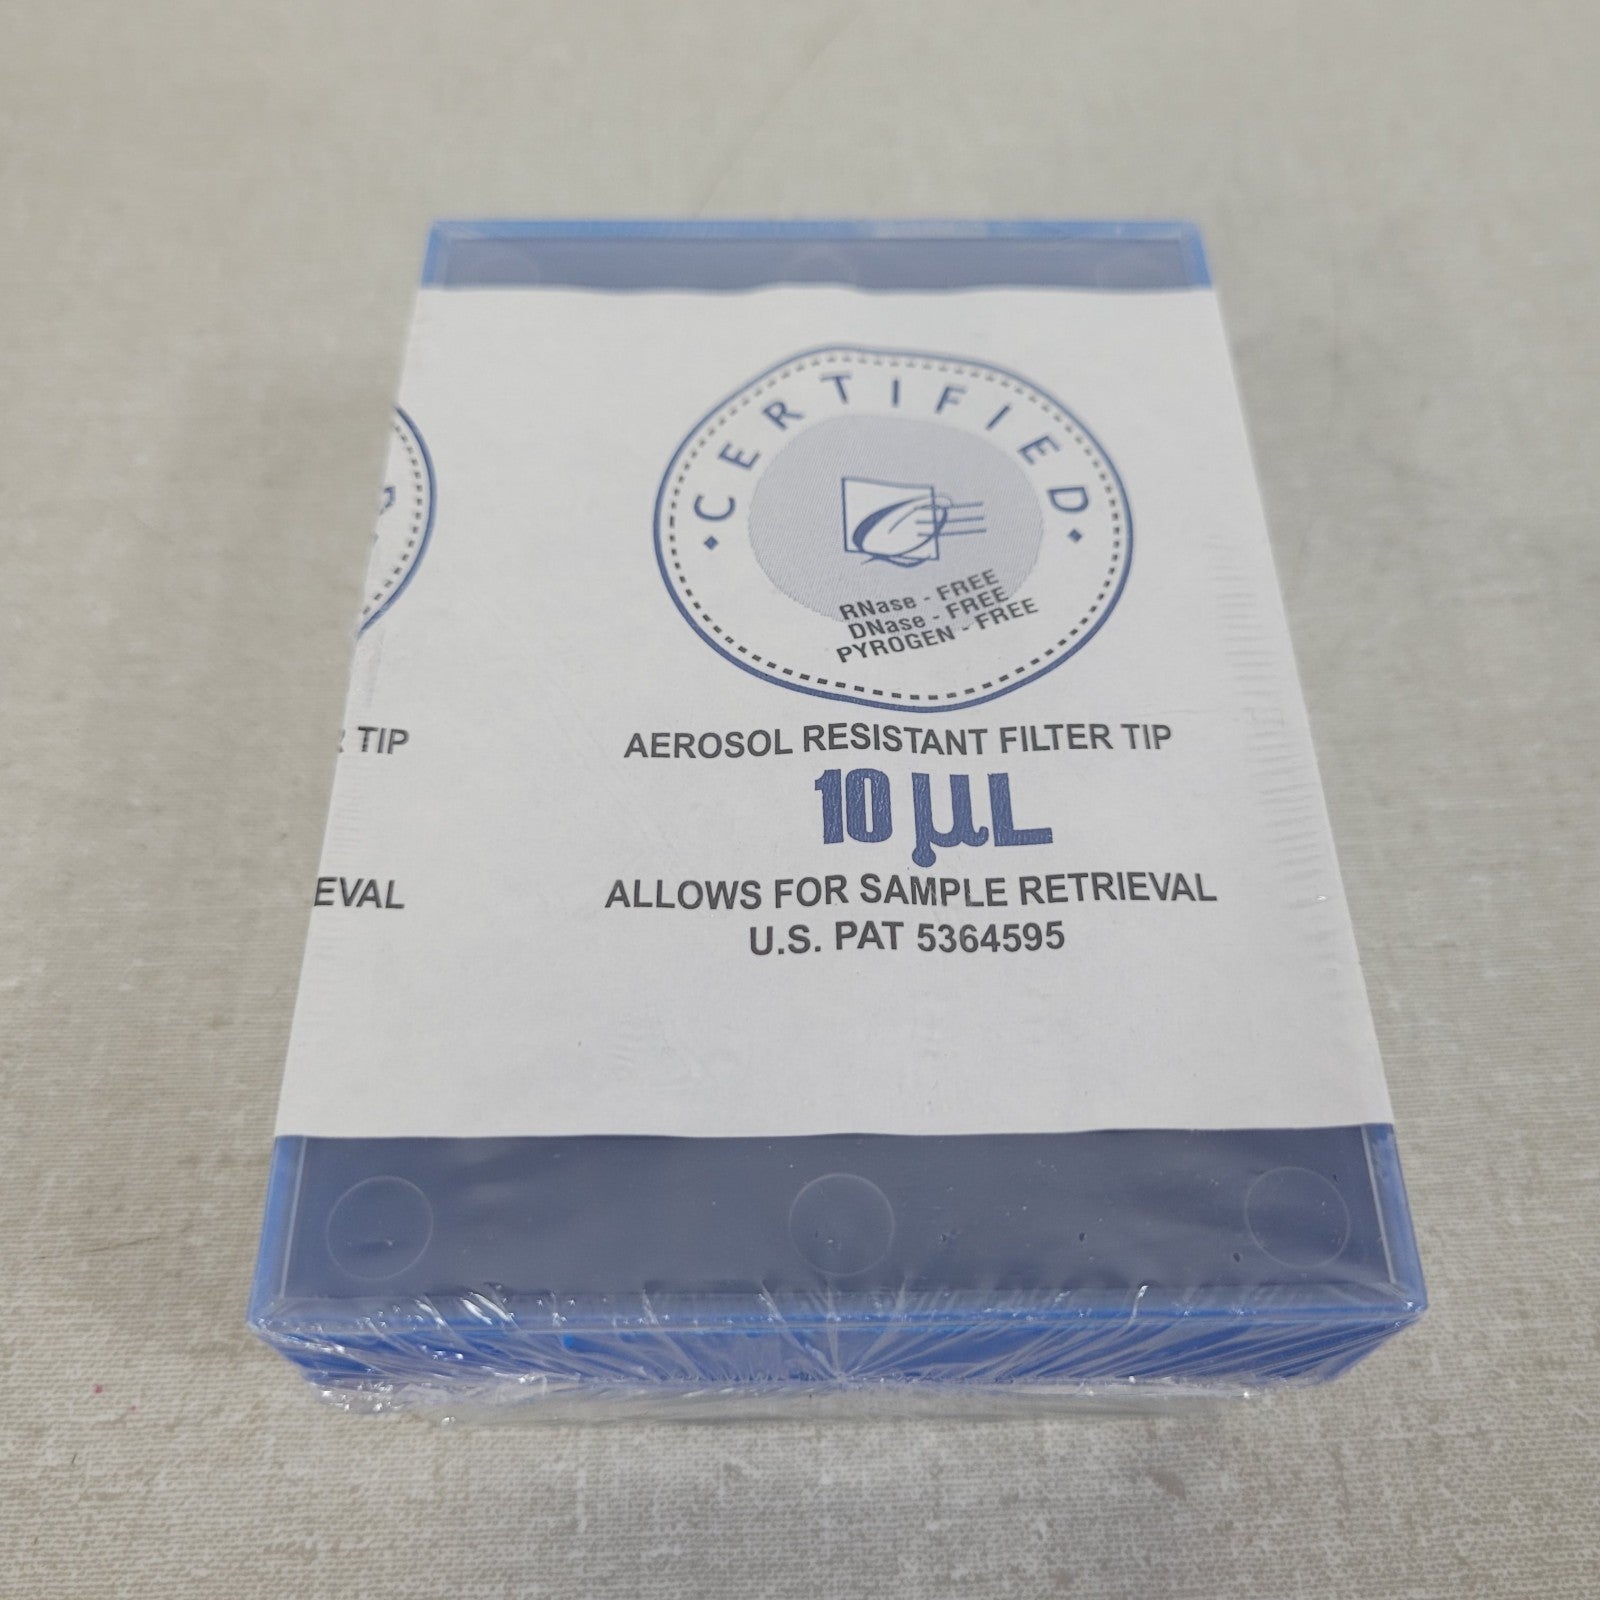 CERTIFIED
RNase - FREE
DNase - FREE
PYROGEN - FREE
AEROSOL RESISTANT FILTER TIP
10 µL
ALLOWS FOR SAMPLE RETRIEVAL
U.S. PAT 5364595
D
R TIP
EVAL